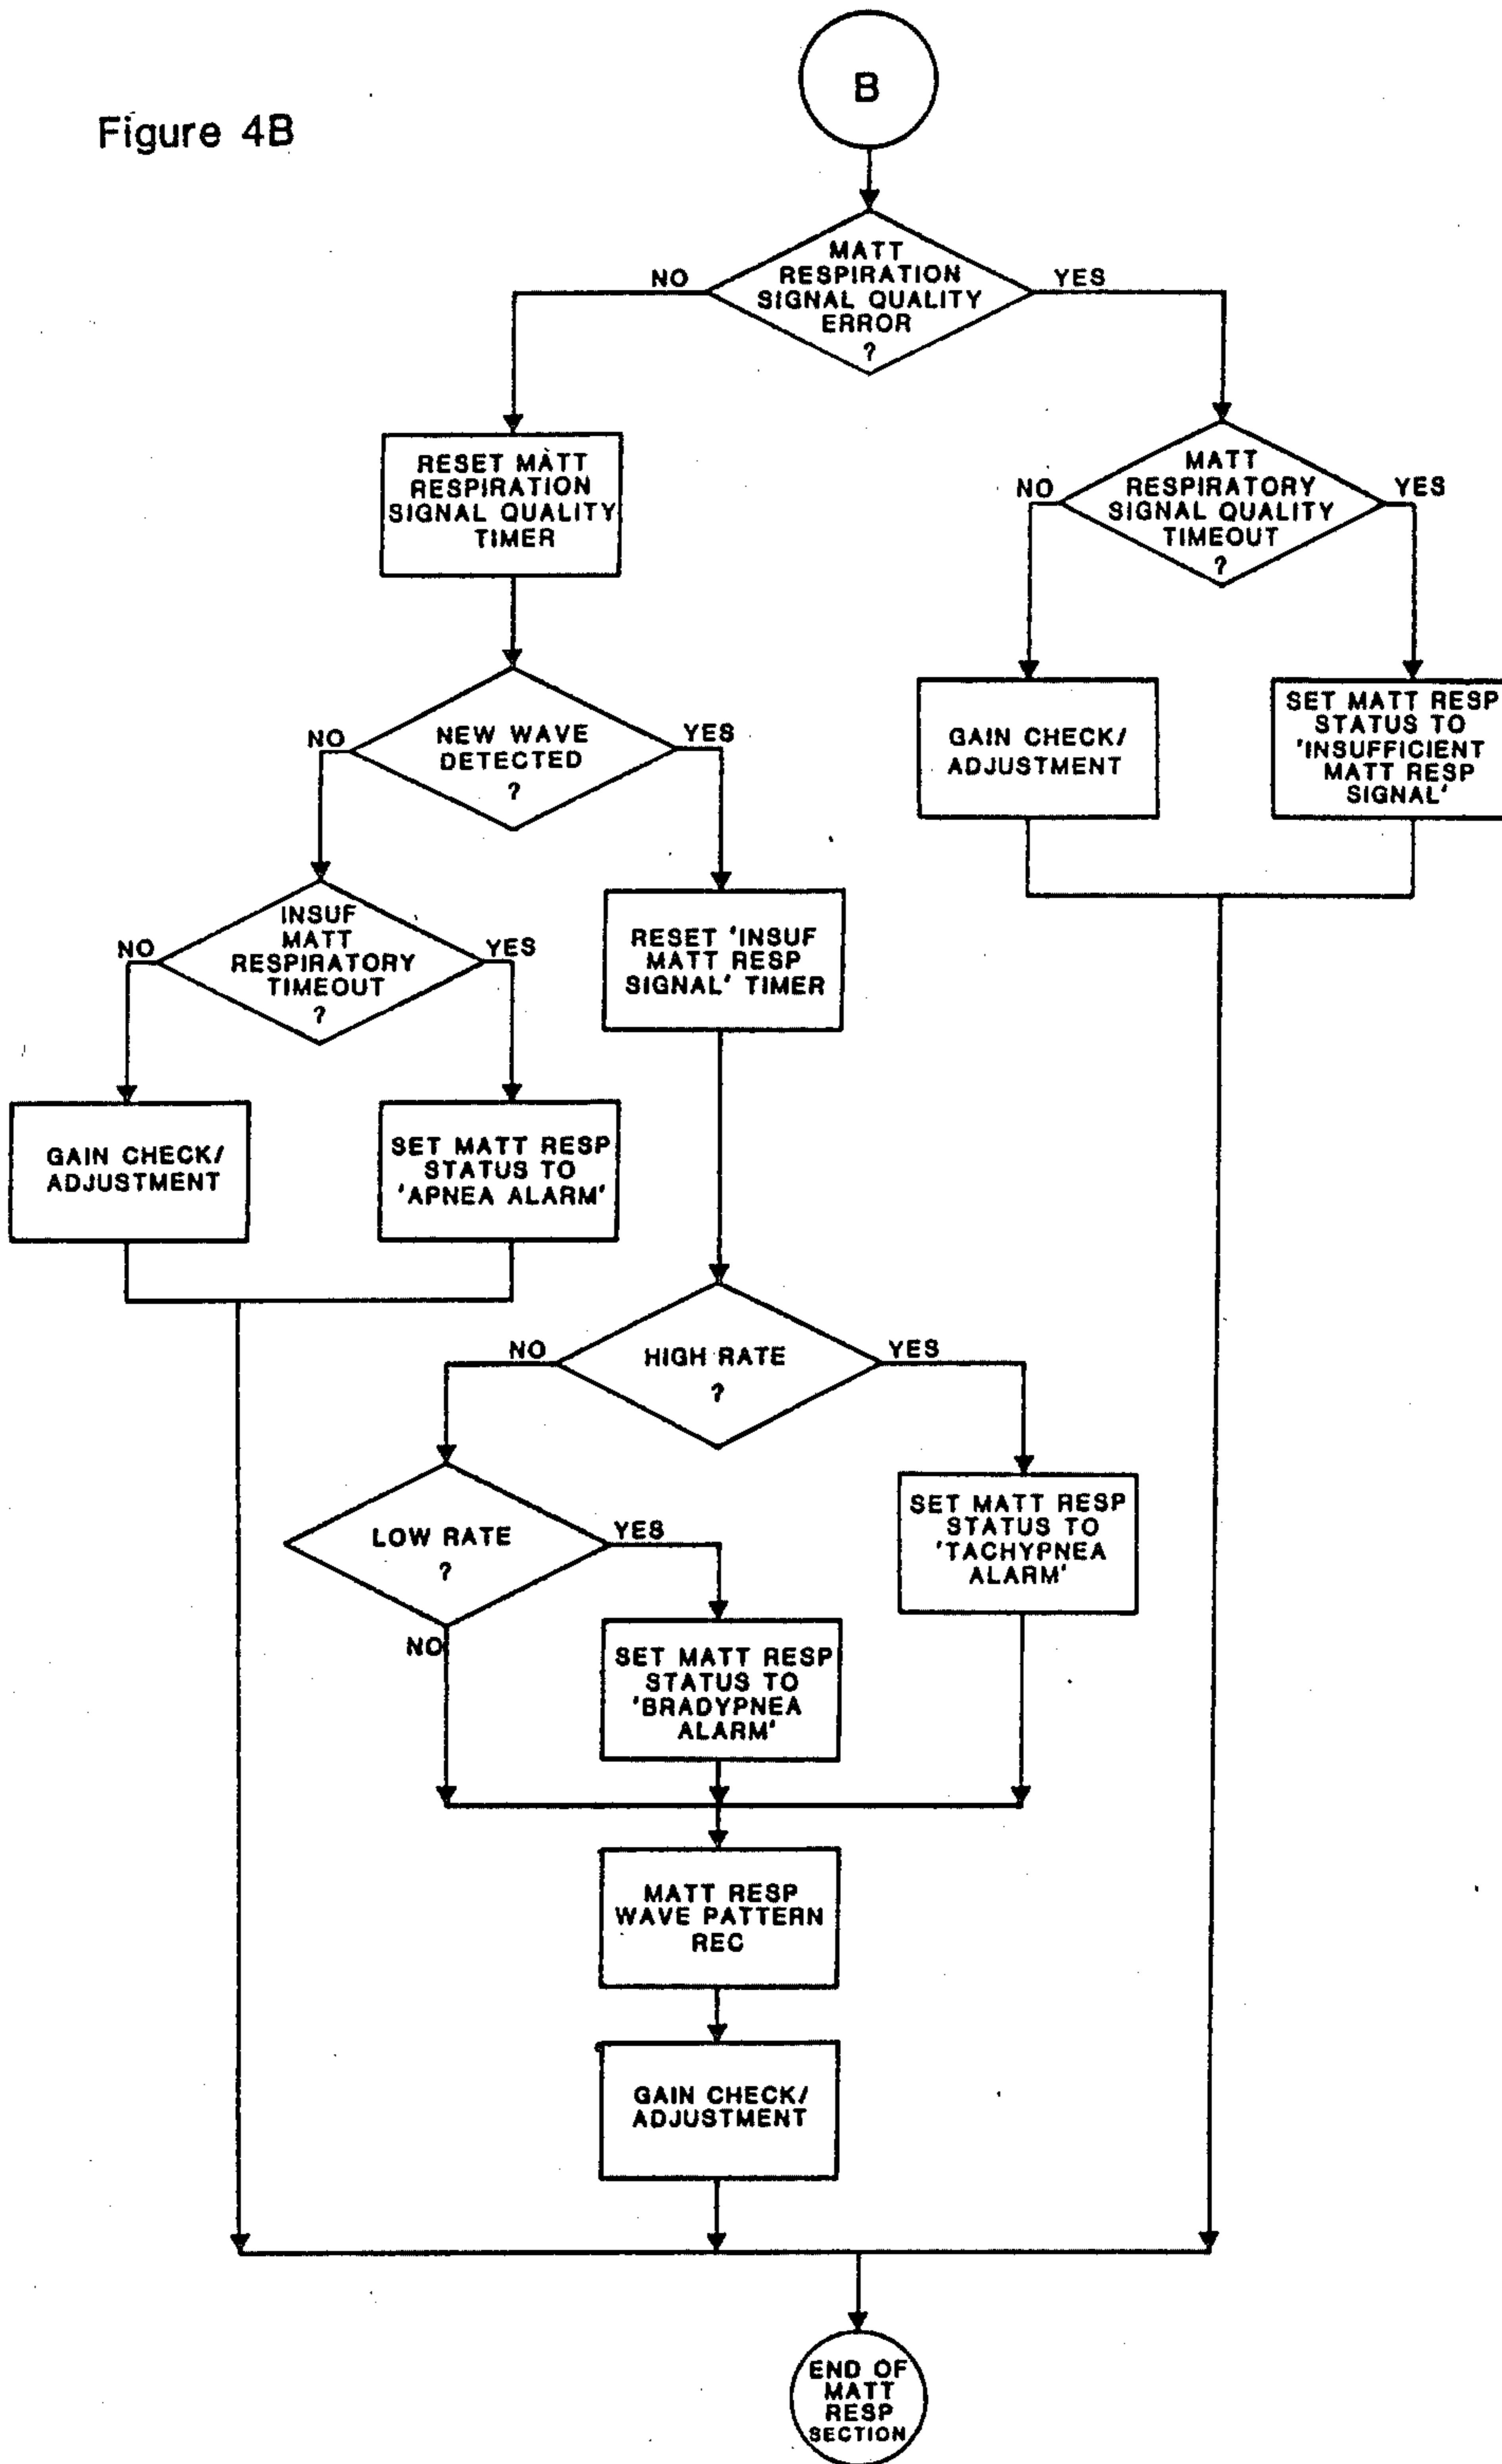 Figure 4B
B
MATT
RESPIRATION
SIGNAL QUALITY
ERROR
?
NO
YES
RESET MATT
RESPIRATION
SIGNAL QUALITY
TIMER
MATT
RESPIRATORY
SIGNAL QUALITY
TIMEOUT
?
NO
YES
GAIN CHECK/
ADJUSTMENT
SET MATT RESP
STATUS TO
'INSUFFICIENT
MATT RESP
SIGNAL'
NEW WAVE
DETECTED
?
NO
YES
INSUF
MATT
RESPIRATORY
TIMEOUT
?
NO
YES
RESET 'INSUF
MATT RESP
SIGNAL' TIMER
GAIN CHECK/
ADJUSTMENT
SET MATT RESP
STATUS TO
'APNEA ALARM'
HIGH RATE
?
NO
YES
LOW RATE
?
YES
NO
SET MATT RESP
STATUS TO
'TACHYPNEA
ALARM'
SET MATT RESP
STATUS TO
'BRADYPNEA
ALARM'
MATT RESP
WAVE PATTERN
REC
GAIN CHECK/
ADJUSTMENT
END OF
MATT
RESP
SECTION